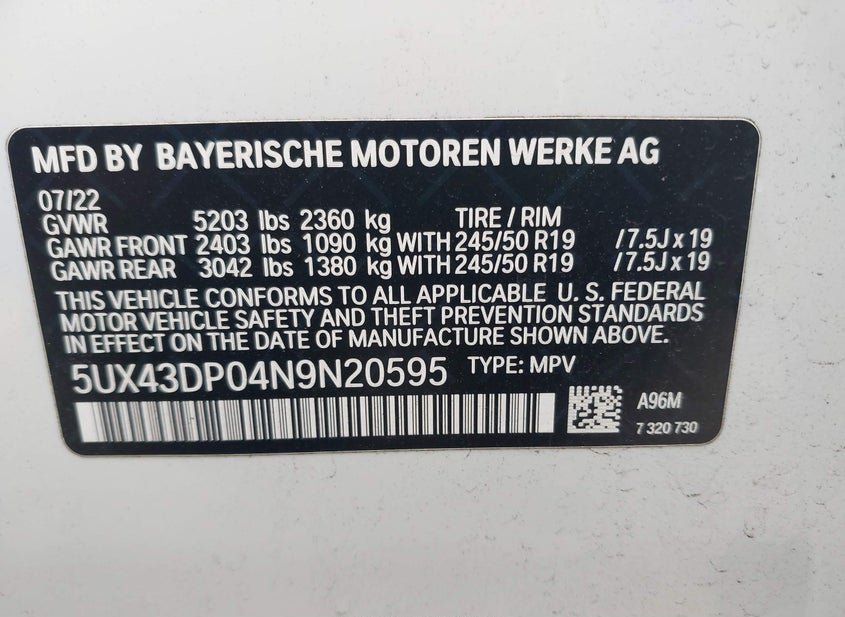 MFD BY BAYERISCHE MOTOREN WERKE AG
07/22
GVWR 5203 lbs 2360 kg TIRE / RIM
GAWR FRONT 2403 lbs 1090 kg WITH 245/50 R19 / 7.5J x 19
GAWR REAR 3042 lbs 1380 kg WITH 245/50 R19 / 7.5J x 19
THIS VEHICLE CONFORMS TO ALL APPLICABLE U. S. FEDERAL
MOTOR VEHICLE SAFETY AND THEFT PREVENTION STANDARDS
IN EFFECT ON THE DATE OF MANUFACTURE SHOWN ABOVE.
5UX43DP04N9N20595 TYPE: MPV
A96M
7 320 730